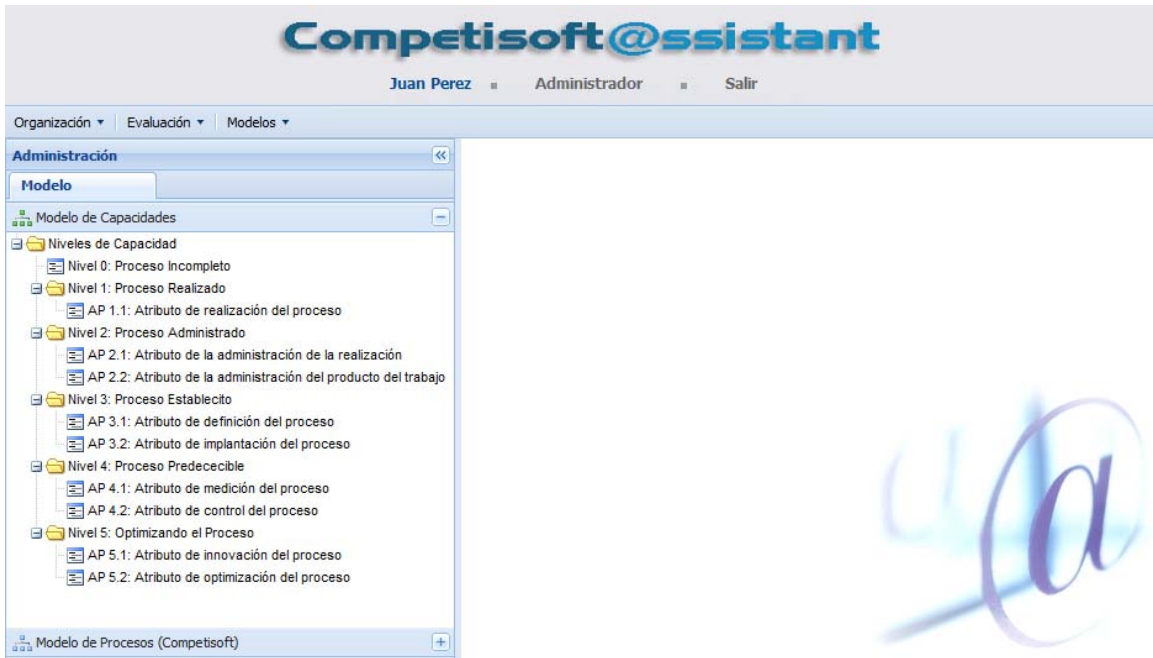 Competisoft@ssistant
Juan Perez Administrador Salir
Organización Evaluación Modelos
Administración
Modelo
Modelo de Capacidades
Niveles de Capacidad
Nivel 0: Proceso Incompleto
Nivel 1: Proceso Realizado
AP 1.1: Atributo de realización del proceso
Nivel 2: Proceso Administrado
AP 2.1: Atributo de la administración de la realización
AP 2.2: Atributo de la administración del producto del trabajo
Nivel 3: Proceso Establecito
AP 3.1: Atributo de definición del proceso
AP 3.2: Atributo de implantación del proceso
Nivel 4: Proceso Predececible
AP 4.1: Atributo de medición del proceso
AP 4.2: Atributo de control del proceso
Nivel 5: Optimizando el Proceso
AP 5.1: Atributo de innovación del proceso
AP 5.2: Atributo de optimización del proceso
Modelo de Procesos (Competisoft)
@